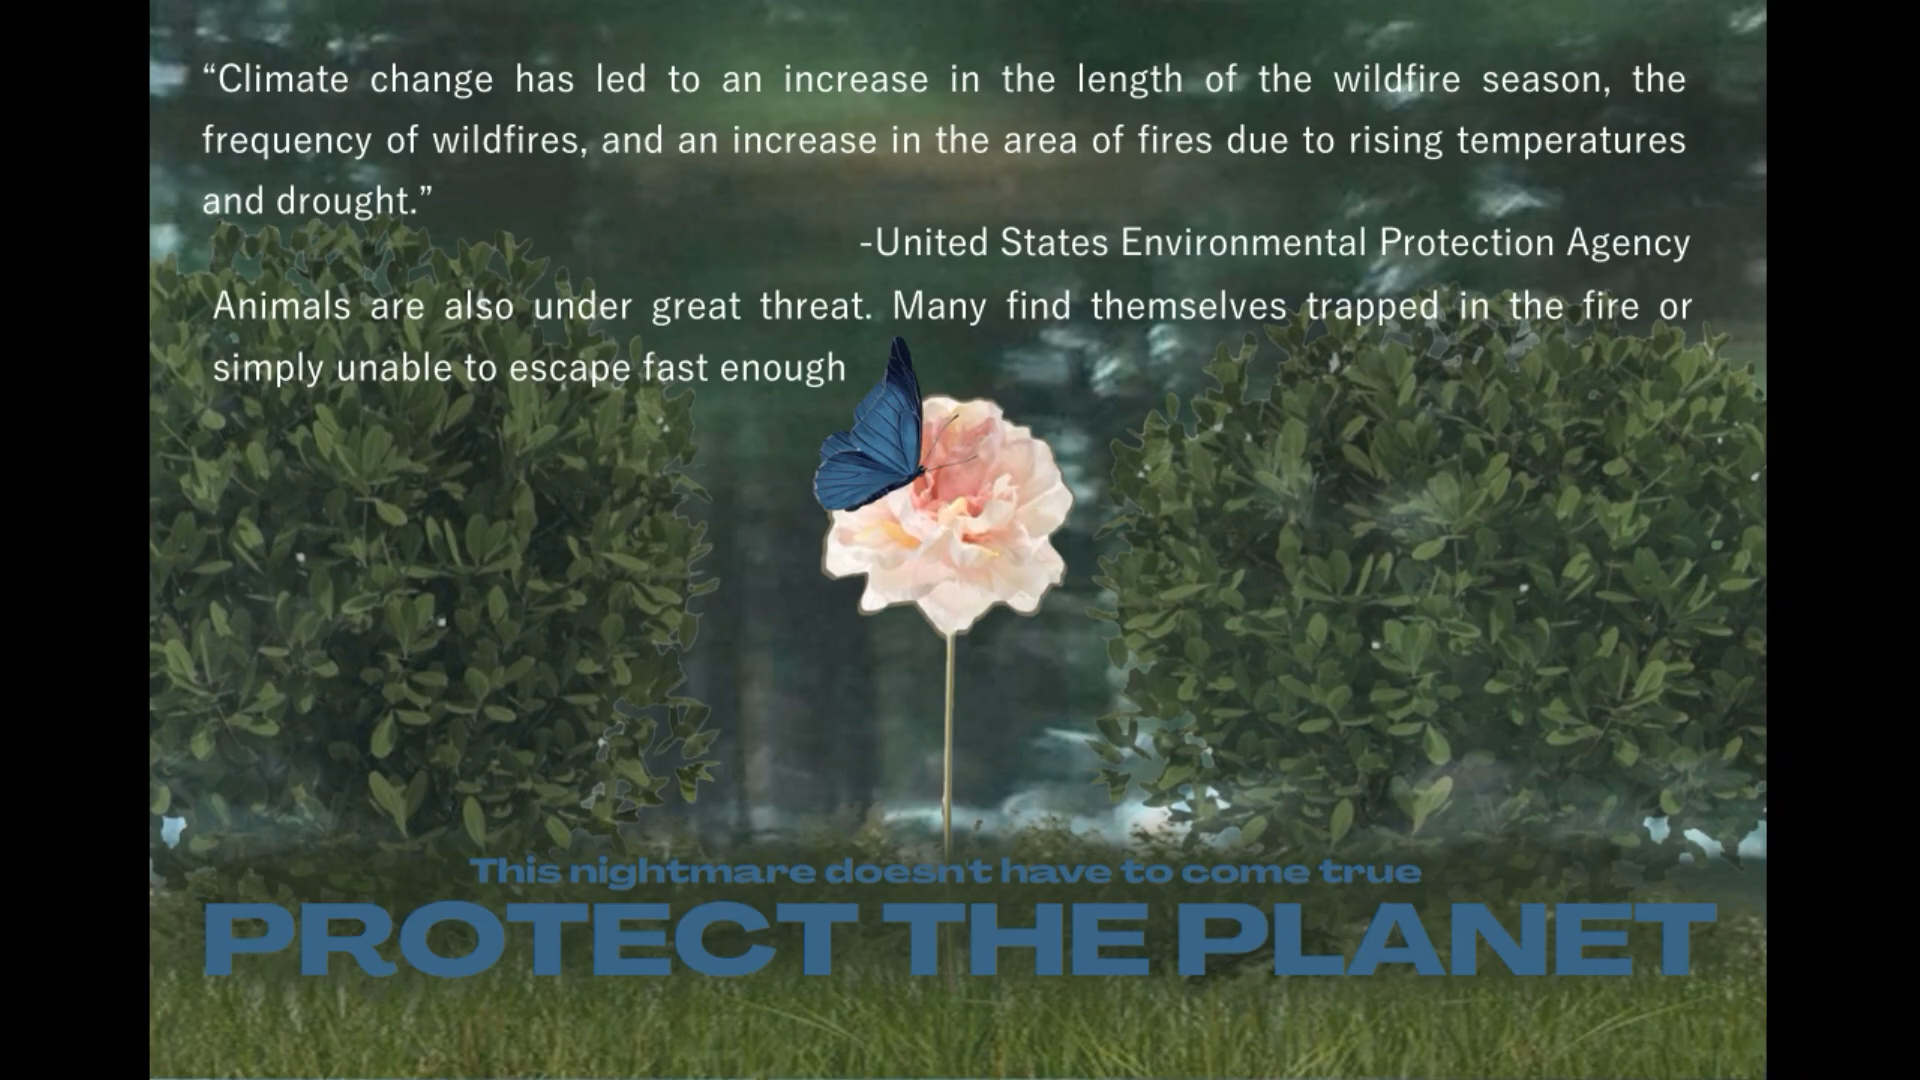 “Climate change has led to an increase in the length of the wildfire season, the
frequency of wildfires, and an increase in the area of fires due to rising temperatures
and drought.”
-United States Environmental Protection Agency
Animals are also under great threat. Many find themselves trapped in the fire or
simply unable to escape fast enough
This nightmare doesnt have to come true
PROTECT THE PLANET